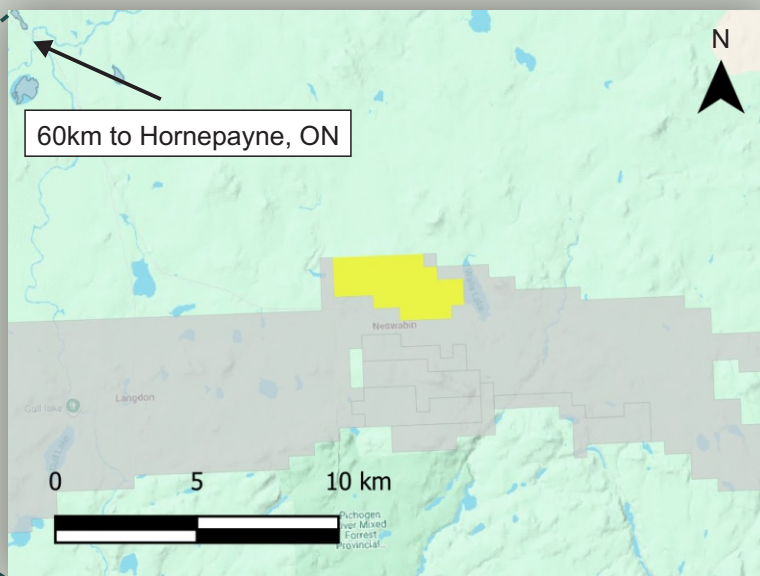 N
60km to Hornepayne, ON
Neswabin
Langdon
Gull lake
0 5 10 km
Pichogen
River Mixed
Forrest
Provincial...